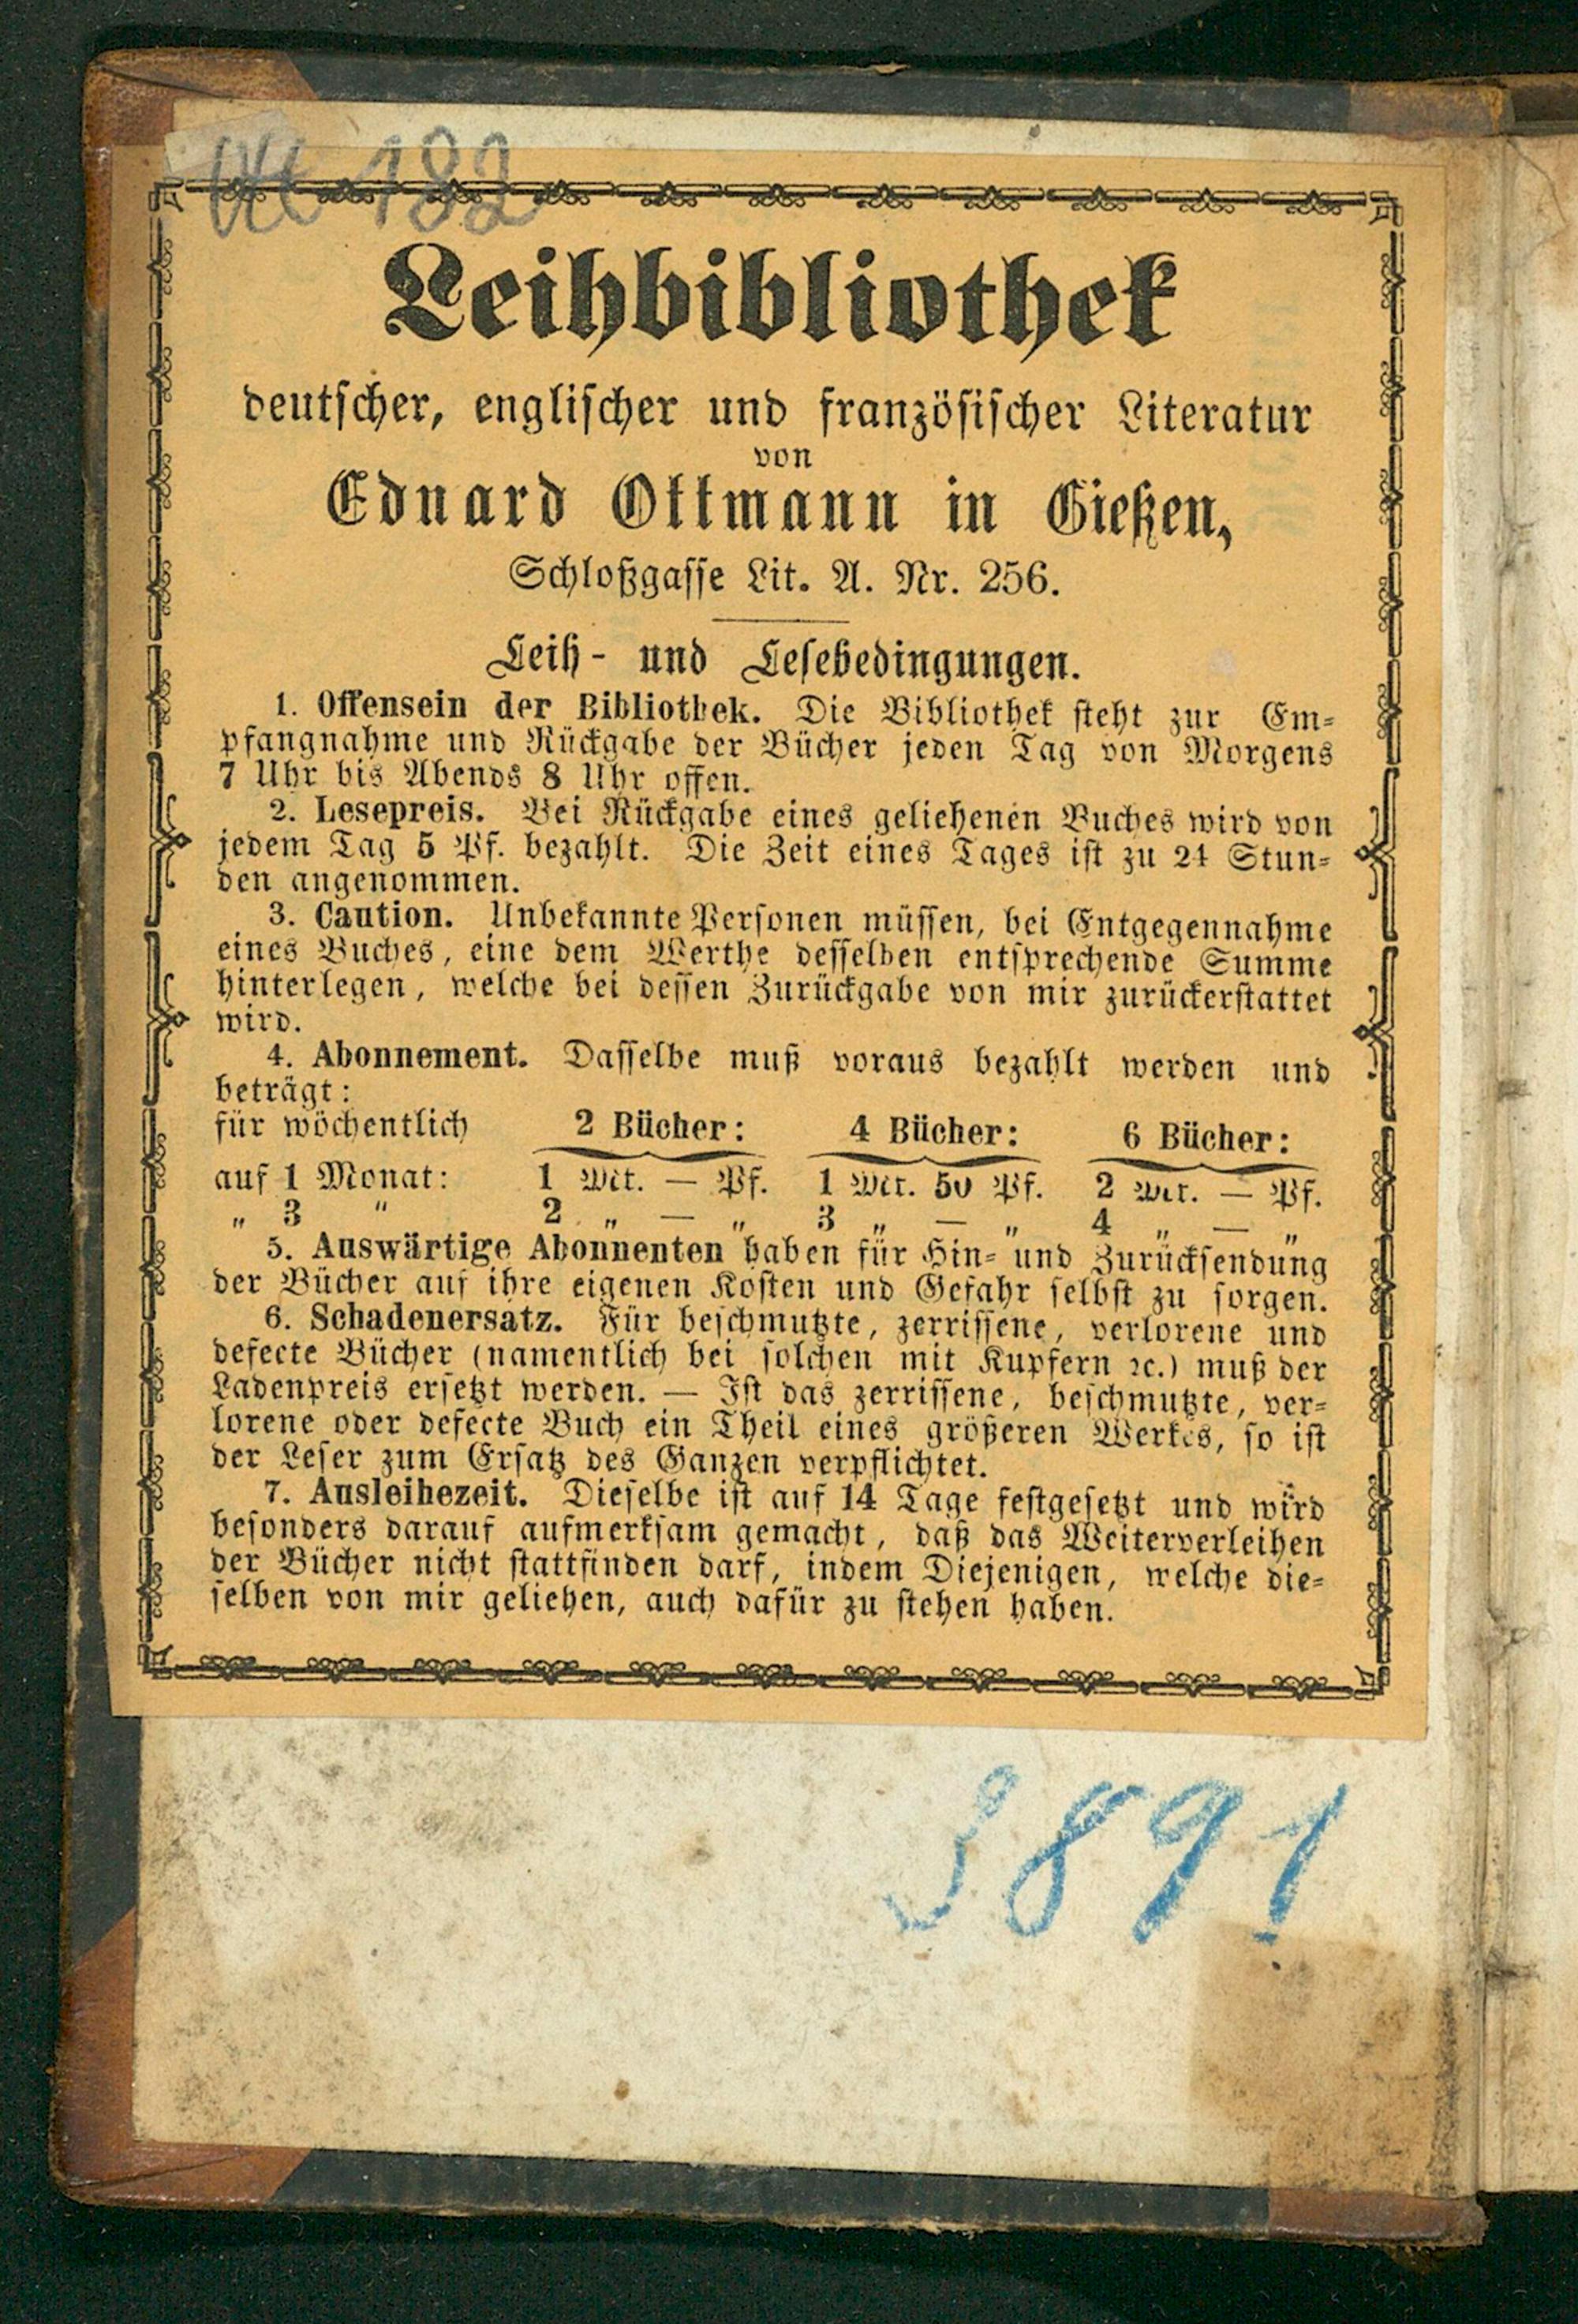 182
Leihbibliothek
deutscher, englischer und französischer Literatur
von
Eduard Ottmann in Gießen,
Schloßgasse Lit. A. Nr. 256.
Leih- und Lesebedingungen.
1. Offensein der Bibliothek. Die Bibliothek steht zur Em-
pfangnahme und Rückgabe der Bücher jeden Tag von Morgens
7 Uhr bis Abends 8 Uhr offen.
2. Lesepreis. Bei Rückgabe eines geliehenen Buches wird von
jedem Tag 5 Pf. bezahlt. Die Zeit eines Tages ist zu 24 Stun-
den angenommen.
3. Caution. Unbekannte Personen müssen, bei Entgegennahme
eines Buches, eine dem Werthe desselben entsprechende Summe
hinterlegen, welche bei dessen Zurückgabe von mir zurückerstattet
wird.
4. Abonnement. Dasselbe muß voraus bezahlt werden und
beträgt:
für wöchentlich 2 Bücher: 4 Bücher: 6 Bücher:
auf 1 Monat: 1 Mk. — Pf. 1 Mk. 50 Pf. 2 Mk. — Pf.
„ 3 „ 2 „ — „ 3 „ — „ 4 „ — „
5. Auswärtige Abonnenten haben für Hin- und Zurücksendung
der Bücher auf ihre eigenen Kosten und Gefahr selbst zu sorgen.
6. Schadenersatz. Für beschmutzte, zerrissene, verlorene und
defecte Bücher (namentlich bei solchen mit Kupfern ꝛc.) muß der
Ladenpreis ersetzt werden. — Ist das zerrissene, beschmutzte, ver-
lorene oder defecte Buch ein Theil eines größeren Werkes, so ist
der Leser zum Ersatz des Ganzen verpflichtet.
7. Ausleihezeit. Dieselbe ist auf 14 Tage festgesetzt und wird
besonders darauf aufmerksam gemacht, daß das Weiterverleihen
der Bücher nicht stattfinden darf, indem Diejenigen, welche die-
selben von mir geliehen, auch dafür zu stehen haben.
3891